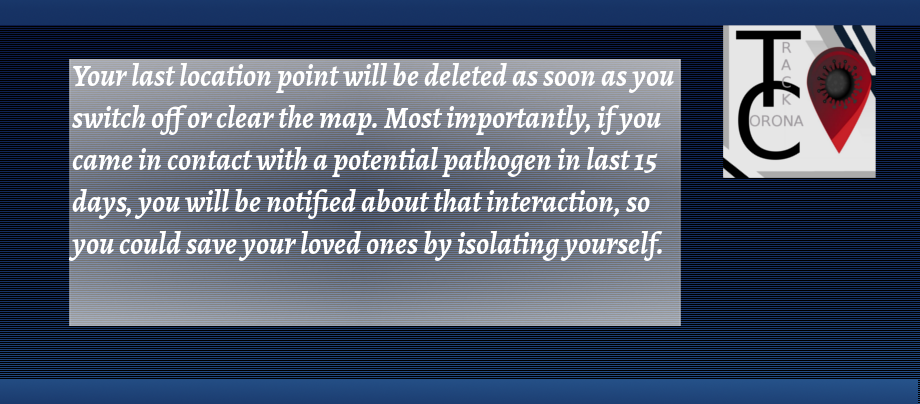 Your last location point will be deleted as soon as you
switch off or clear the map. Most importantly, if you
came in contact with a potential pathogen in last 15
days, you will be notified about that interaction, so
you could save your loved ones by isolating yourself.
TRACK
CORONA